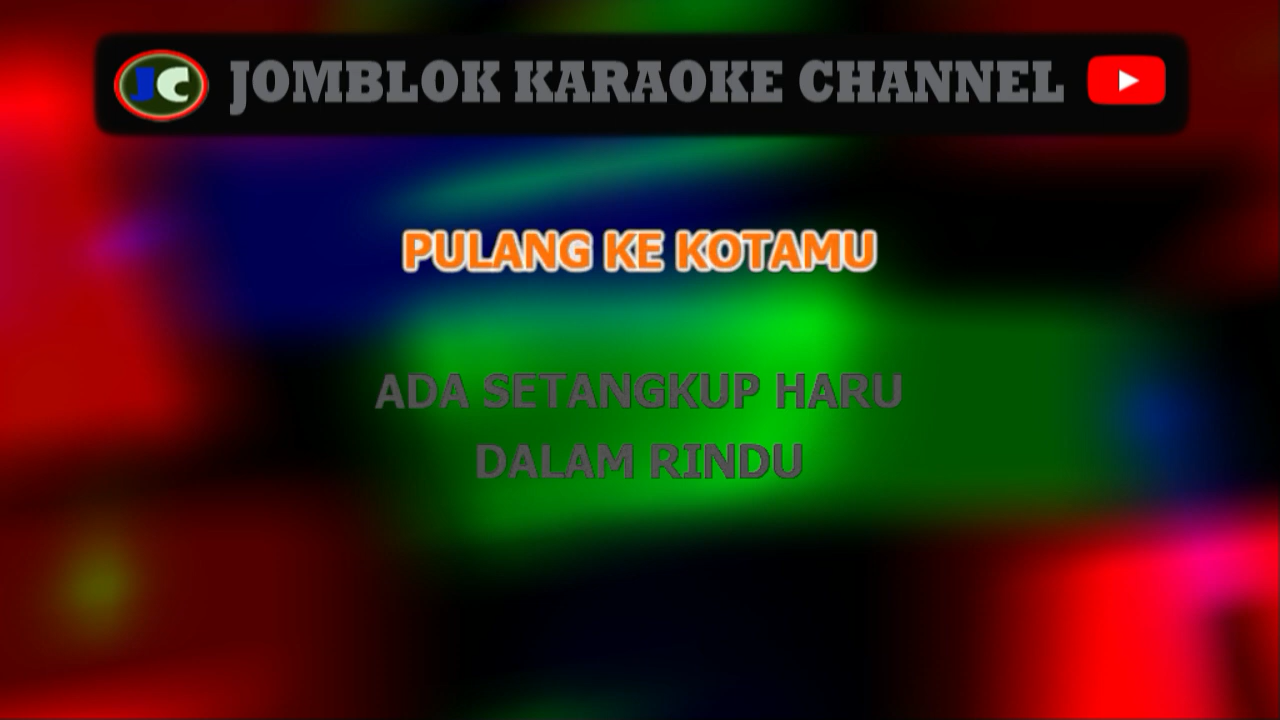 JC JOMBLOK KARAOKE CHANNEL
PULANG KE KOTAMU
ADA SETANGKUP HARU
DALAM RINDU